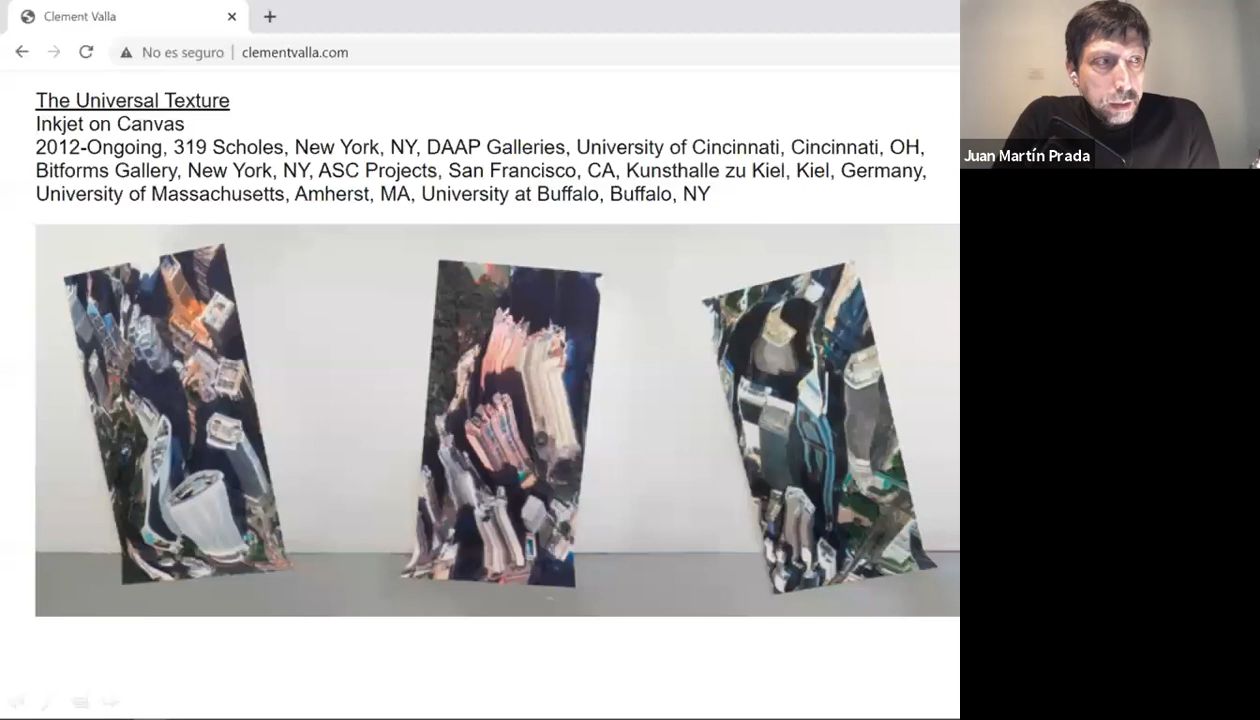 Clement Valla
No es seguro
clementvalla.com
The Universal Texture
Inkjet on Canvas
2012-Ongoing, 319 Scholes, New York, NY, DAAP Galleries, University of Cincinnati, Cincinnati, OH,
Bitforms Gallery, New York, NY, ASC Projects, San Francisco, CA, Kunsthalle zu Kiel, Kiel, Germany,
University of Massachusetts, Amherst, MA, University at Buffalo, Buffalo, NY
Juan Martín Prada